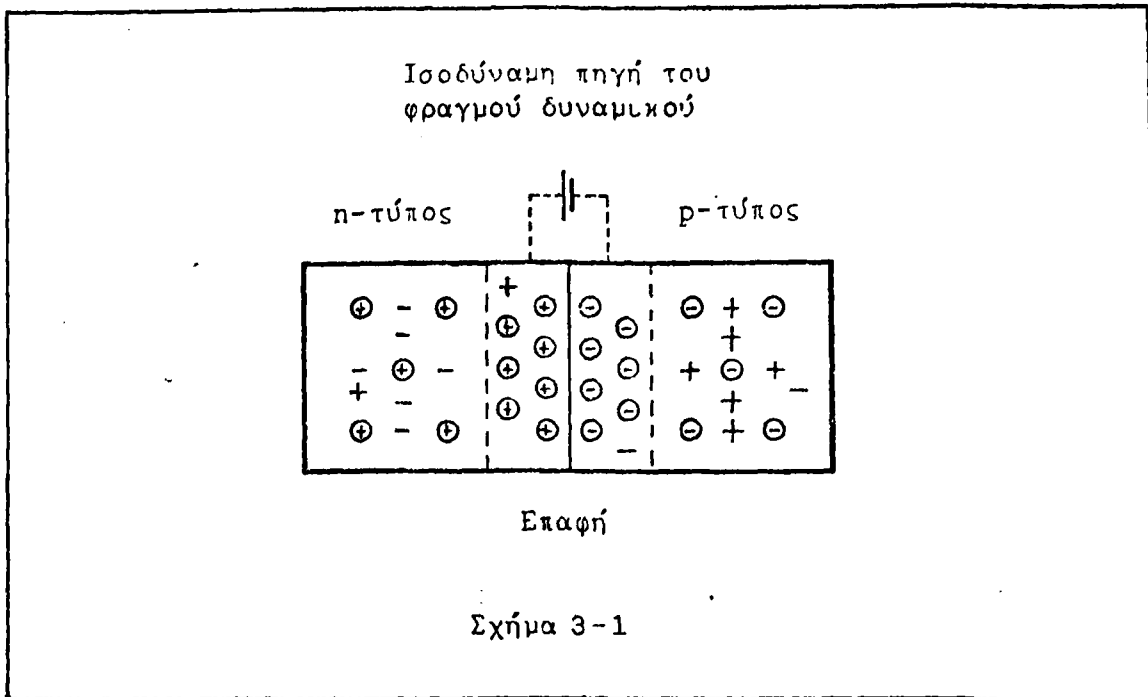 Ισοδύναμη πηγή του
φραγμού δυναμικού
n-τύπος p-τύπος
Επαφή
Σχήμα 3-1